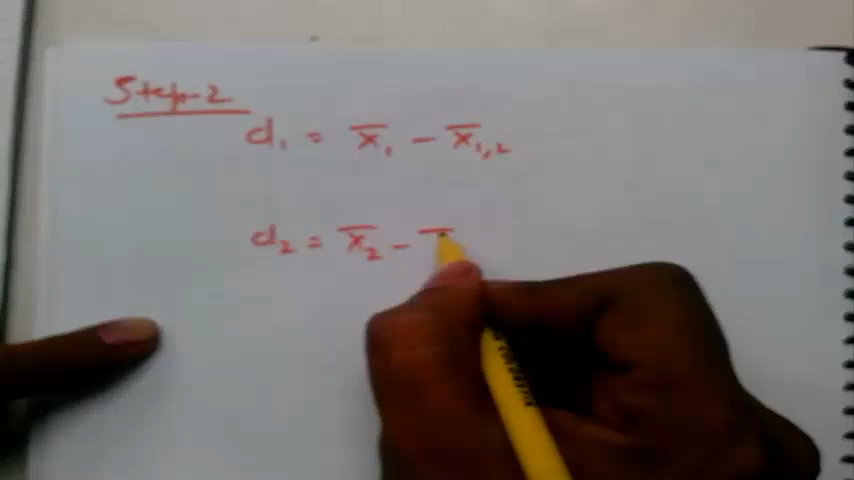 Step-2
d₁ = x̄₁ - x̄₁,₂
d₂ = x̄₂ - ‾